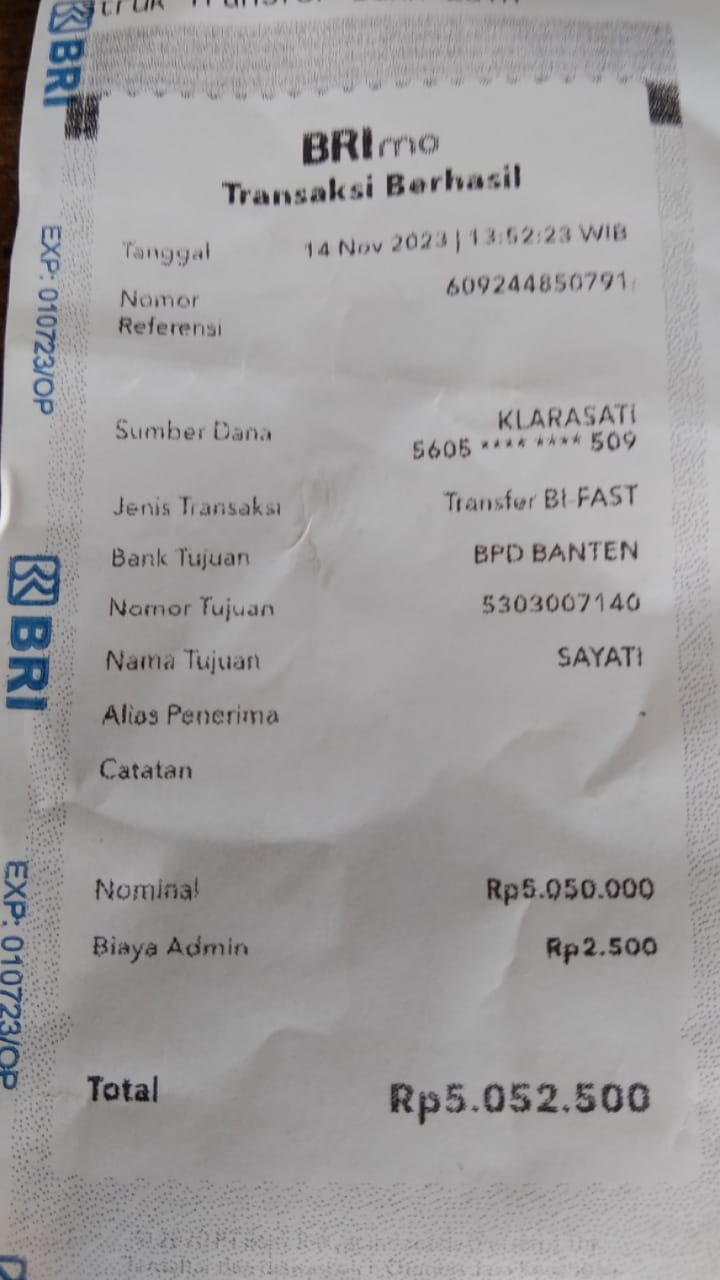 BRI
BRImo
Transaksi Berhasil
Tanggal 14 Nov 2023 | 13:52:23 WIB
Nomor Referensi 609244850791
Sumber Dana KLARASATI
5605 **** **** 509
Jenis Transaksi Transfer BI-FAST
Bank Tujuan BPD BANTEN
Nomor Tujuan 5303007140
Nama Tujuan SAYATI
Alias Penerima -
Catatan
Nominal Rp5.050.000
Biaya Admin Rp2.500
Total Rp5.052.500
EXP: 010723/OP
BRI
EXP: 010723/OP